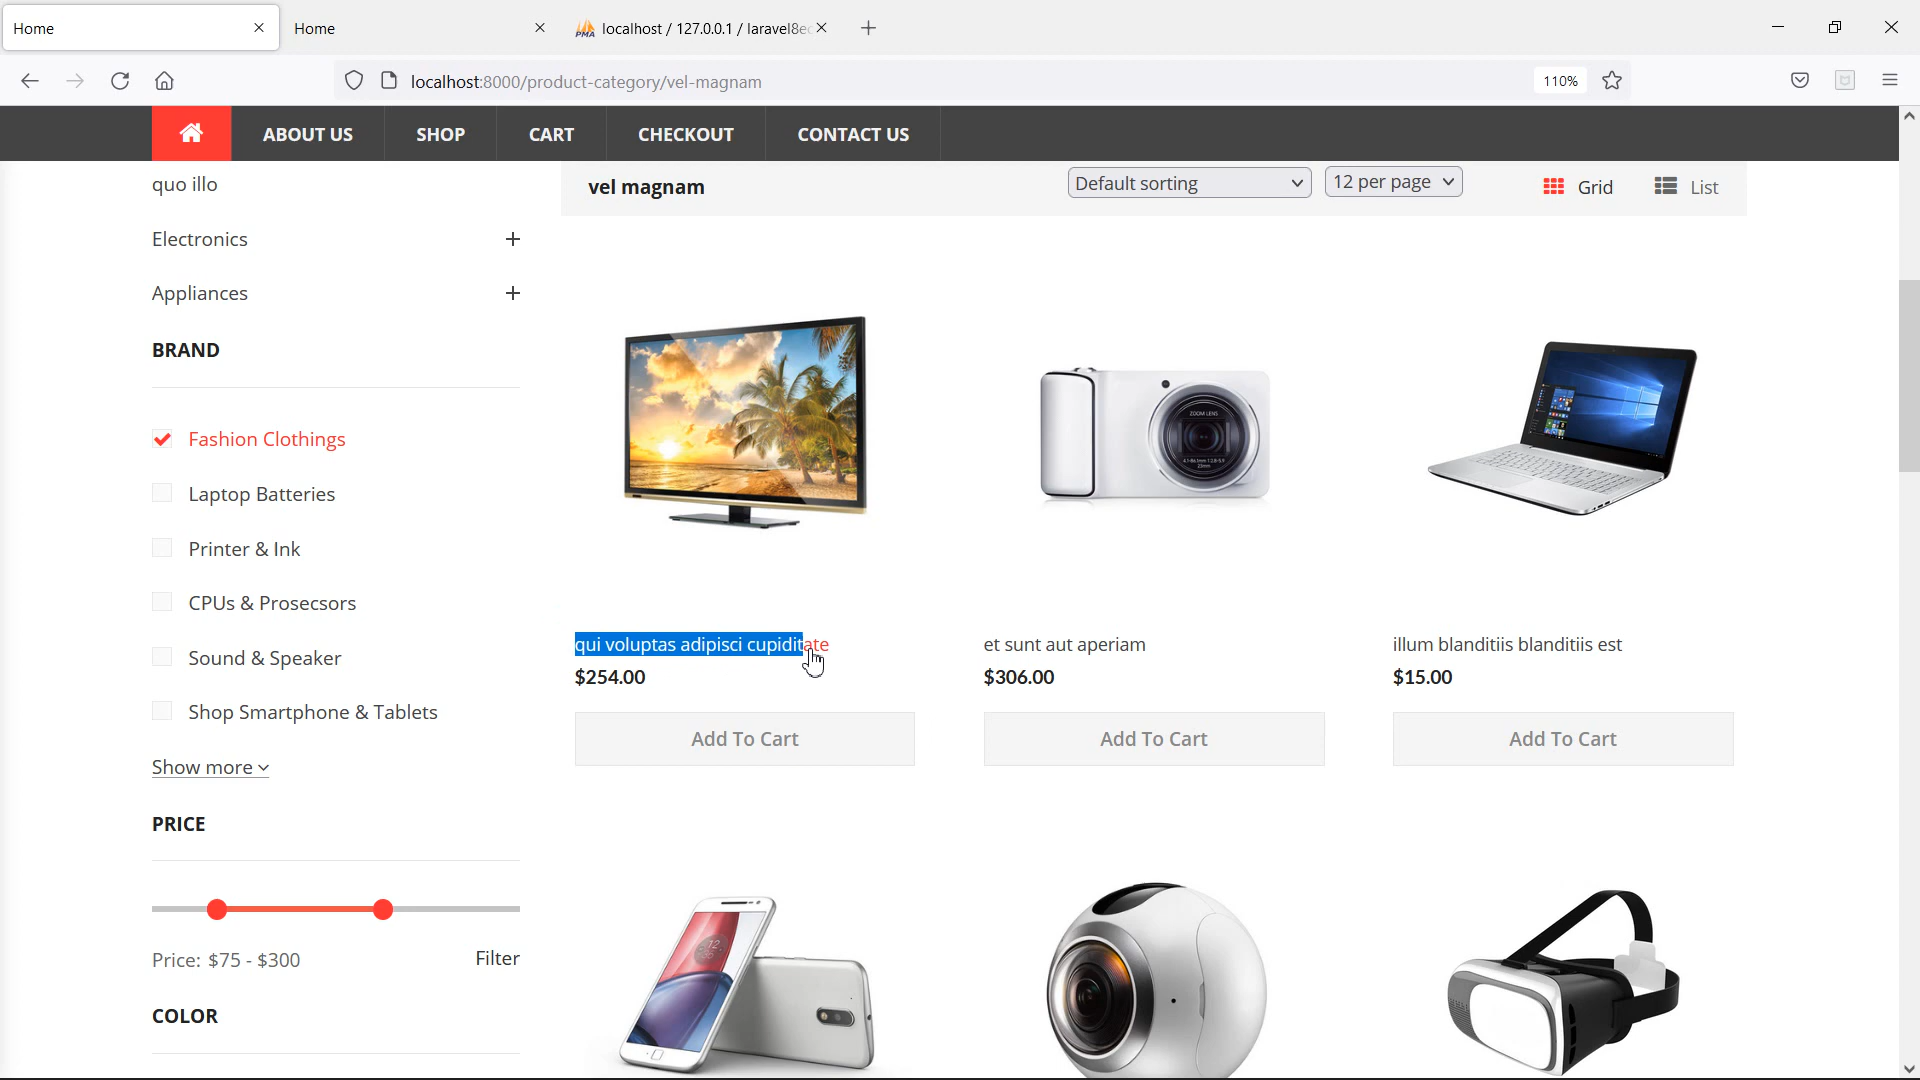 Home
Home
localhost / 127.0.0.1 / laravel8ec
PMA
localhost:8000/product-category/vel-magnam
110%
ABOUT US
SHOP
CART
CHECKOUT
CONTACT US
quo illo
Electronics
Appliances
BRAND
Fashion Clothings
Laptop Batteries
Printer & Ink
CPUs & Prosecsors
Sound & Speaker
Shop Smartphone & Tablets
Show more
PRICE
Price: $75 - $300
Filter
COLOR
vel magnam
Default sorting
12 per page
Grid
List
ZOOM LENS
qui voluptas adipisci cupiditate
$254.00
Add To Cart
et sunt aut aperiam
$306.00
Add To Cart
illum blanditiis blanditiis est
$15.00
Add To Cart